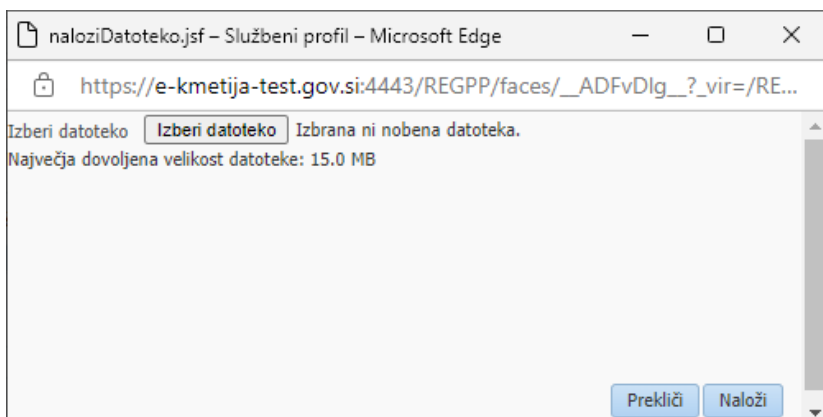 naloziDatoteko.jsf – Službeni profil – Microsoft Edge
https://e-kmetija-test.gov.si:4443/REGPP/faces/__ADFvDlg__?_vir=/RE...
Izberi datoteko Izberi datoteko Izbrana ni nobena datoteka.
Največja dovoljena velikost datoteke: 15.0 MB
Prekliči Naloži